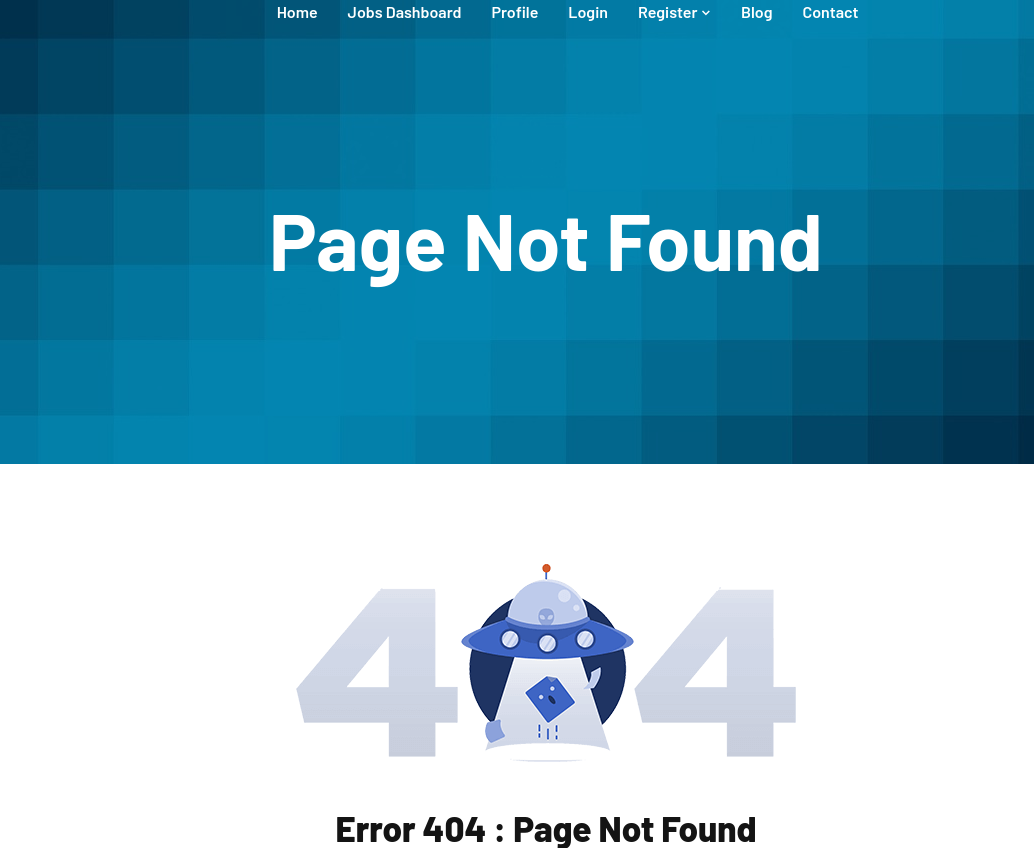 Home Jobs Dashboard Profile Login Register Blog Contact
Page Not Found
404
Error 404 : Page Not Found